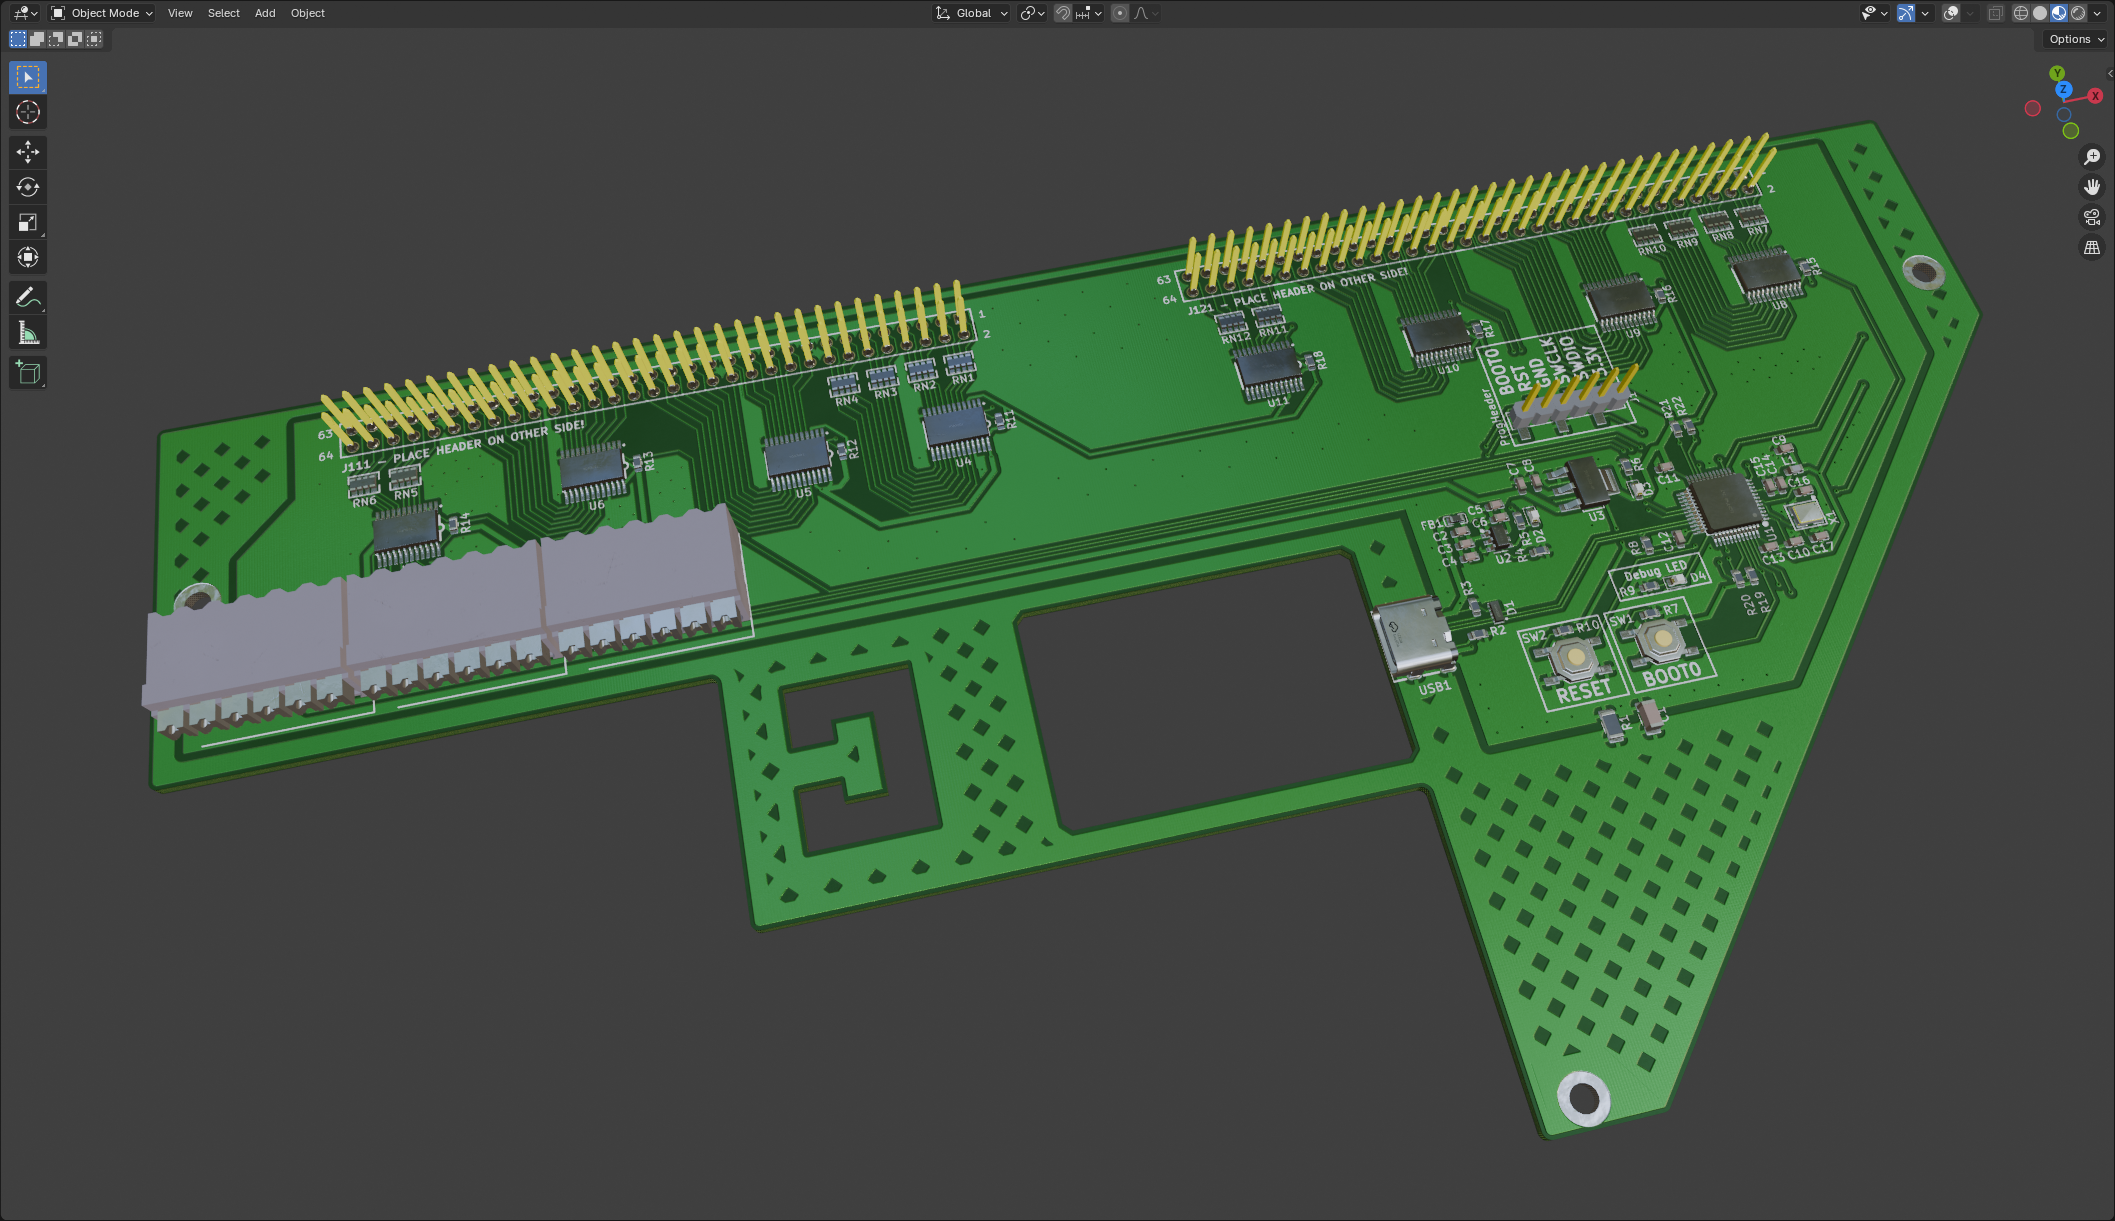 Object Mode View Select Add Object Global
Options
Y
Z
X
2
63
64
J121 - PLACE HEADER ON OTHER SIDE!
RN10 RN9 RN8 RN7
R15
U8
R16
U9
R17
U10
RN12 RN11
R18
U11
1
2
63
64
J111 - PLACE HEADER ON OTHER SIDE!
RN4 RN3 RN2 RN1
R11
U4
R12
U5
R13
U6
RN6 RN5
R14
BOOT0
RST
GND
SWCLK
SWDIO
3.3V
ProgHeader
J1
R21
R22
C9
C15
C14
C16
C11
R6
D3
C7
C8
U3
FB1
C5
C6
C2
C3
C4
U2
R4
R5
D2
R8
C12
U1
C13 C10 C17
X1
Debug LED
R9 D4
R20
R19
R3
D1
R2
USB1
SW2 R10
RESET
SW1 R7
BOOT0
R1
C1